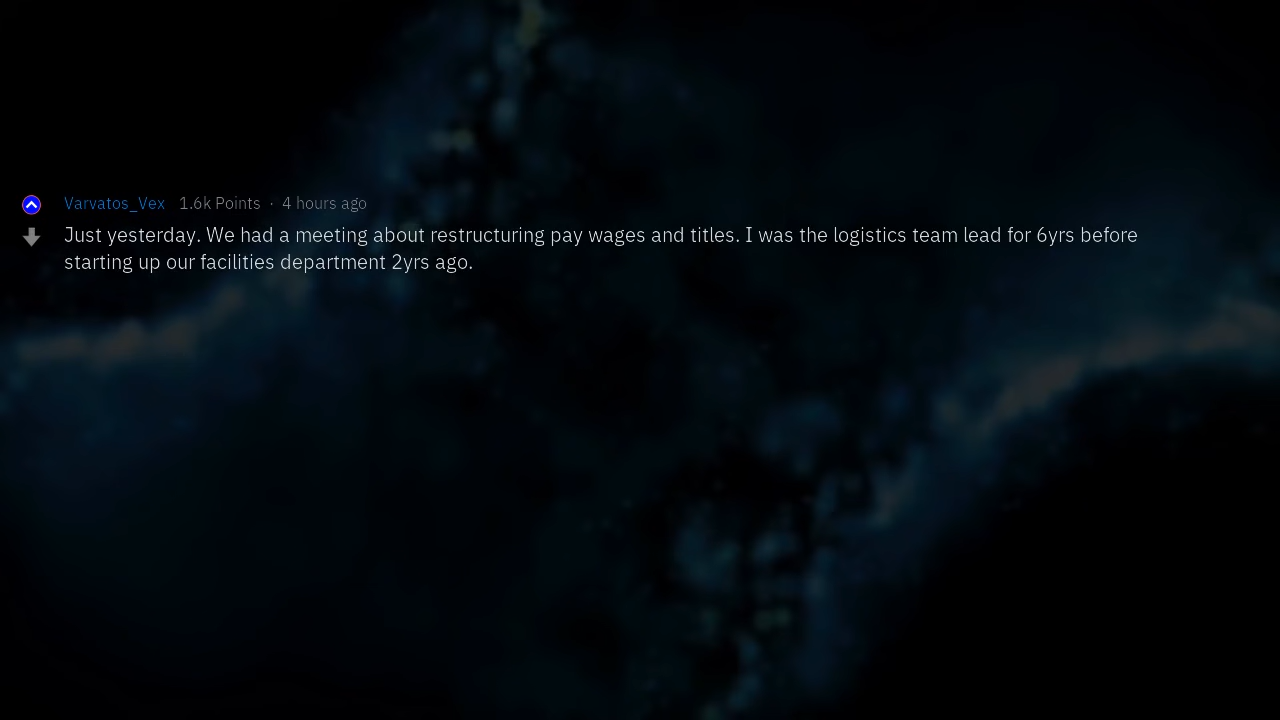 Varvatos_Vex 1.6k Points · 4 hours ago
Just yesterday. We had a meeting about restructuring pay wages and titles. I was the logistics team lead for 6yrs before
starting up our facilities department 2yrs ago.